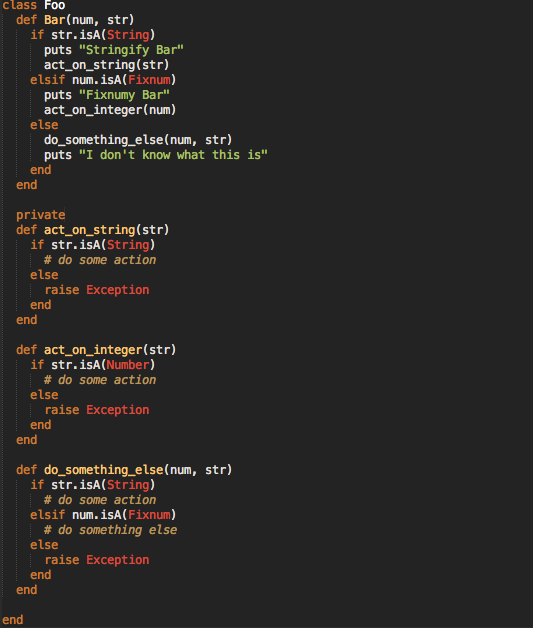 class Foo
  def Bar(num, str)
    if str.isA(String)
      puts "Stringify Bar"
      act_on_string(str)
    elsif num.isA(Fixnum)
      puts "Fixnumy Bar"
      act_on_integer(num)
    else
      do_something_else(num, str)
      puts "I don't know what this is"
    end
  end

  private
  def act_on_string(str)
    if str.isA(String)
      # do some action
    else
      raise Exception
    end
  end

  def act_on_integer(str)
    if str.isA(Number)
      # do some action
    else
      raise Exception
    end
  end

  def do_something_else(num, str)
    if str.isA(String)
      # do some action
    elsif num.isA(Fixnum)
      # do something else
    else
      raise Exception
    end
  end

end